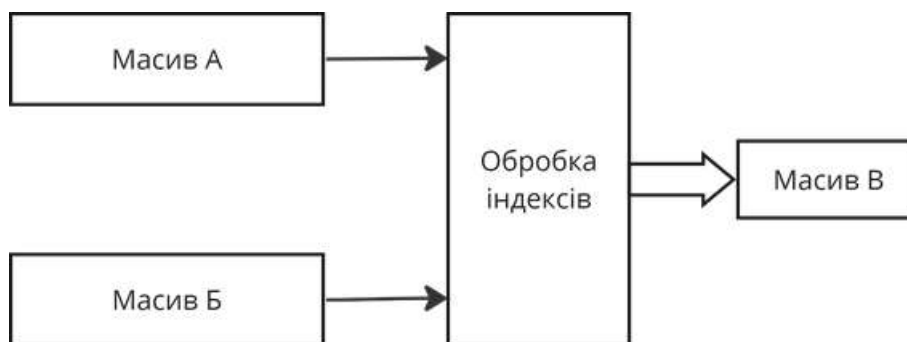 Масив А
Масив Б
Обробка
індексів
Масив В